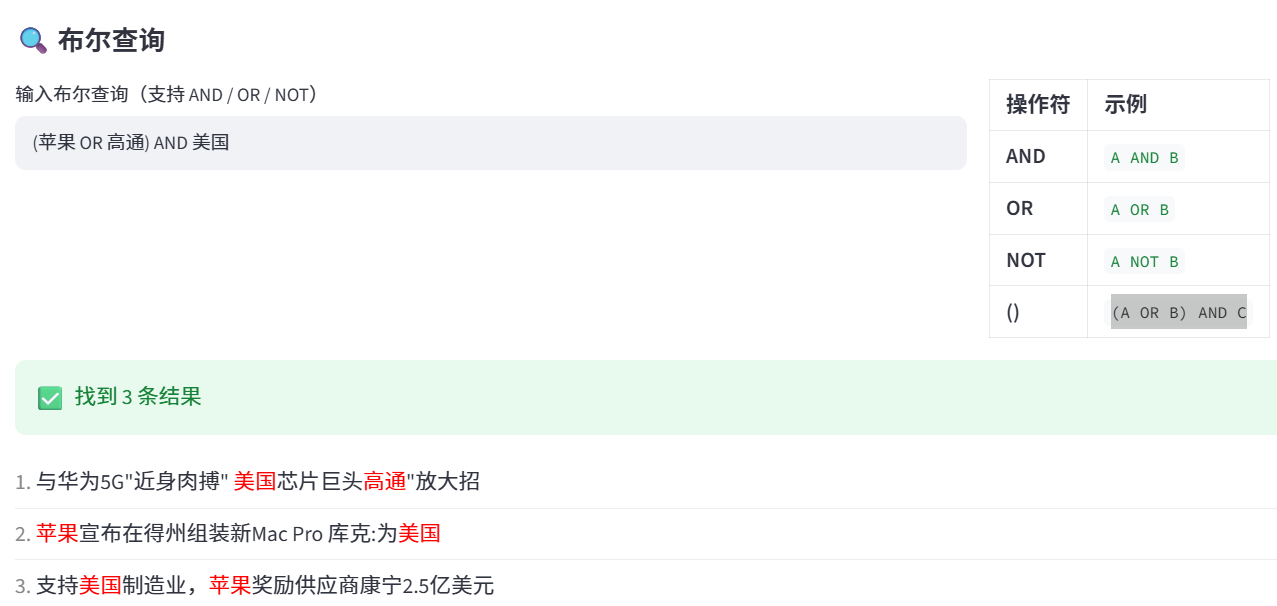 布尔查询
输入布尔查询（支持 AND / OR / NOT）
(苹果 OR 高通) AND 美国
操作符 示例
AND A AND B
OR A OR B
NOT A NOT B
() (A OR B) AND C
找到 3 条结果
1. 与华为5G"近身肉搏" 美国芯片巨头高通"放大招
2. 苹果宣布在得州组装新Mac Pro 库克:为美国
3. 支持美国制造业，苹果奖励供应商康宁2.5亿美元